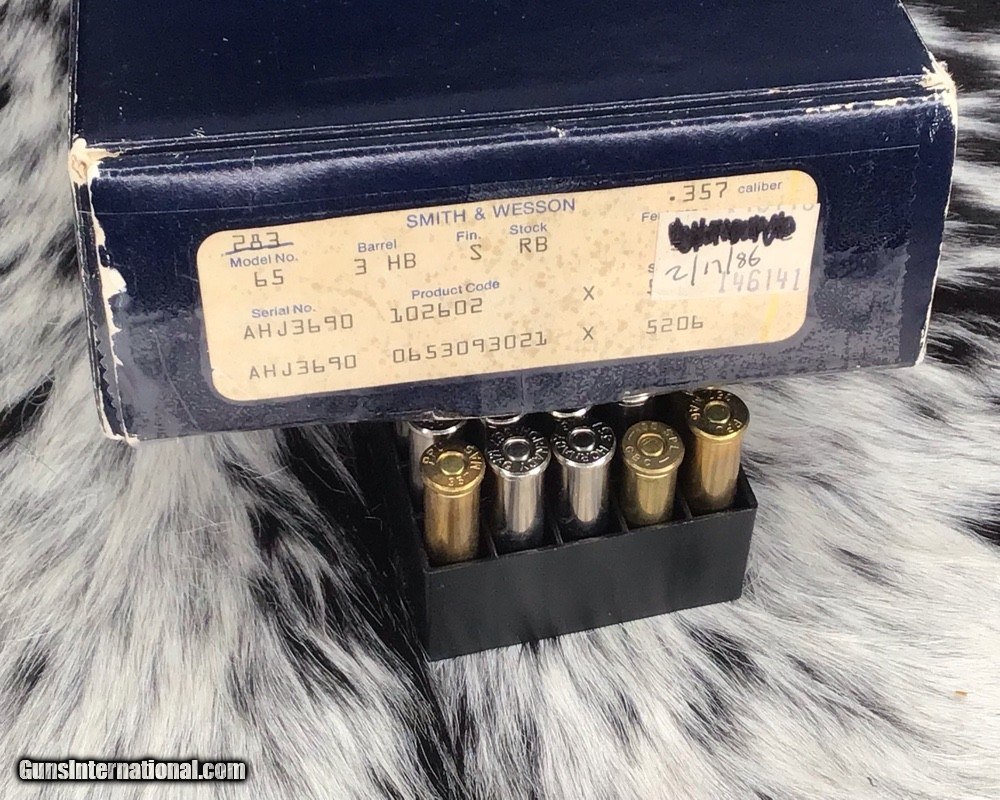 .357 caliber
SMITH & WESSON
283
Model No. Barrel Fin. Stock
65 3 HB S RB
2/17/86
146141
Serial No. Product Code
AHJ3690 102602 X
AHJ3690 0653093021 X 5206
GunsInternational.com